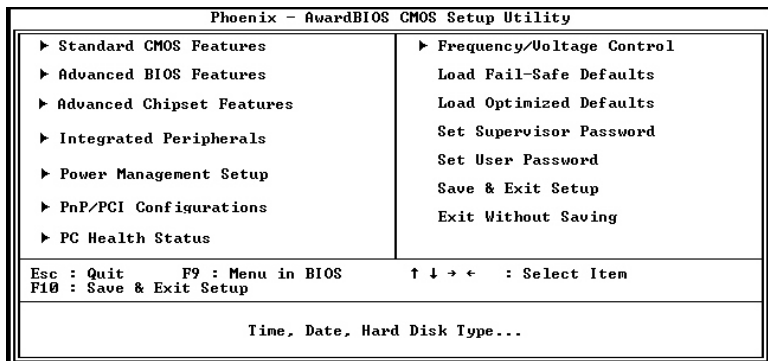 Phoenix - AwardBIOS CMOS Setup Utility
▶ Standard CMOS Features
▶ Advanced BIOS Features
▶ Advanced Chipset Features
▶ Integrated Peripherals
▶ Power Management Setup
▶ PnP/PCI Configurations
▶ PC Health Status
▶ Frequency/Voltage Control
Load Fail-Safe Defaults
Load Optimized Defaults
Set Supervisor Password
Set User Password
Save & Exit Setup
Exit Without Saving
Esc : Quit F9 : Menu in BIOS ↑ ↓ → ← : Select Item
F10 : Save & Exit Setup
Time, Date, Hard Disk Type...